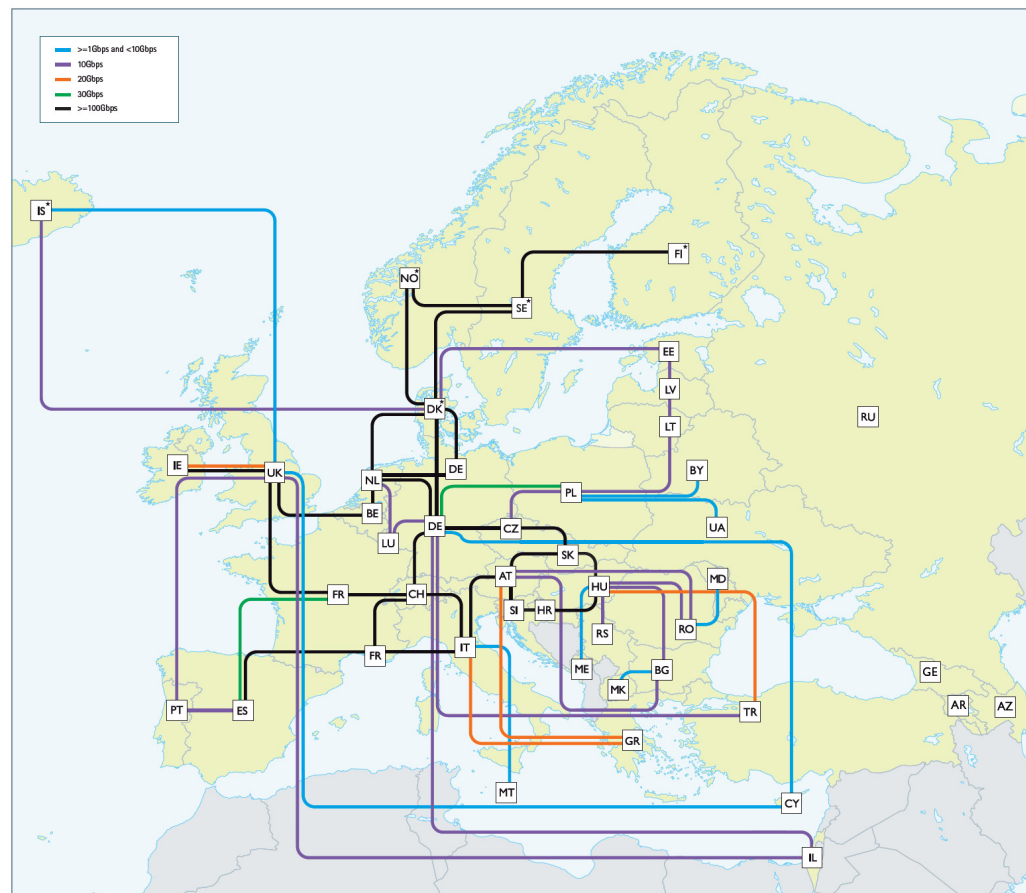 >=1Gbps and <10Gbps
10Gbps
20Gbps
30Gbps
>=100Gbps
IS*
FI*
NO*
SE*
EE
LV
DK*
RU
LT
IE
UK
DE
BY
NL
PL
BE
DE
CZ
UA
LU
SK
AT
MD
HU
FR
CH
SI
HR
RS
RO
IT
FR
ME
BG
GE
MK
PT
ES
TR
AR
AZ
GR
MT
CY
IL